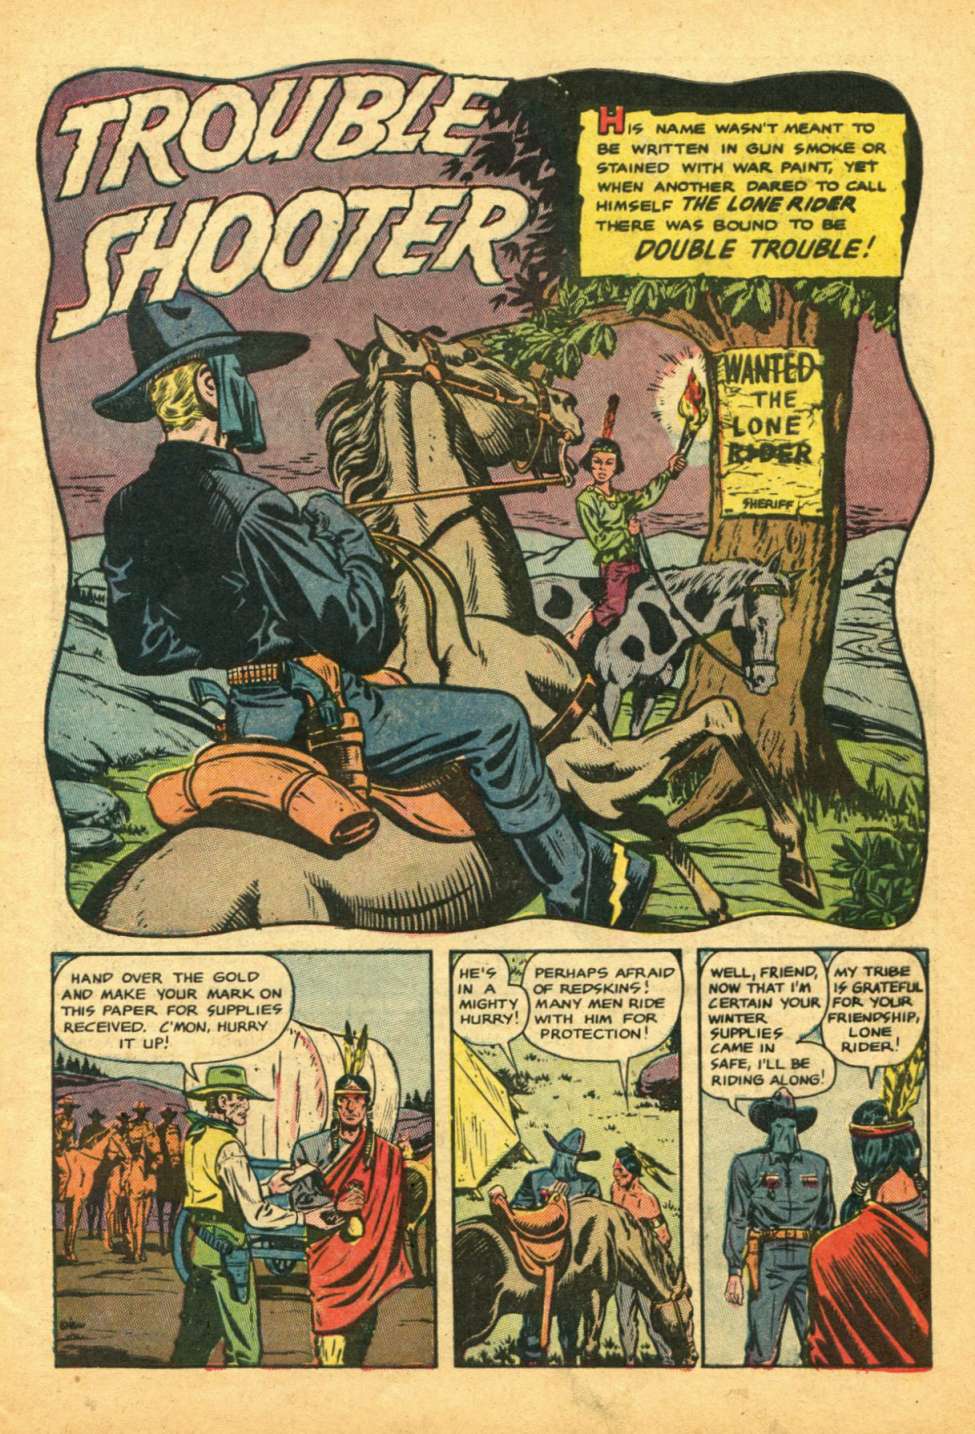 TROUBLE
SHOOTER
HIS NAME WASN'T MEANT TO
BE WRITTEN IN GUN SMOKE OR
STAINED WITH WAR PAINT, YET
WHEN ANOTHER DARED TO CALL
HIMSELF THE LONE RIDER
THERE WAS BOUND TO BE
DOUBLE TROUBLE!
WANTED
THE
LONE
RIDER
SHERIFF
HAND OVER THE GOLD
AND MAKE YOUR MARK ON
THIS PAPER FOR SUPPLIES
RECEIVED. C'MON, HURRY
IT UP!
HE'S
IN A
MIGHTY
HURRY!
PERHAPS AFRAID
OF REDSKINS!
MANY MEN RIDE
WITH HIM FOR
PROTECTION!
WELL, FRIEND,
NOW THAT I'M
CERTAIN YOUR
WINTER
SUPPLIES
CAME IN
SAFE, I'LL BE
RIDING ALONG!
MY TRIBE
IS GRATEFUL
FOR YOUR
FRIENDSHIP,
LONE
RIDER!